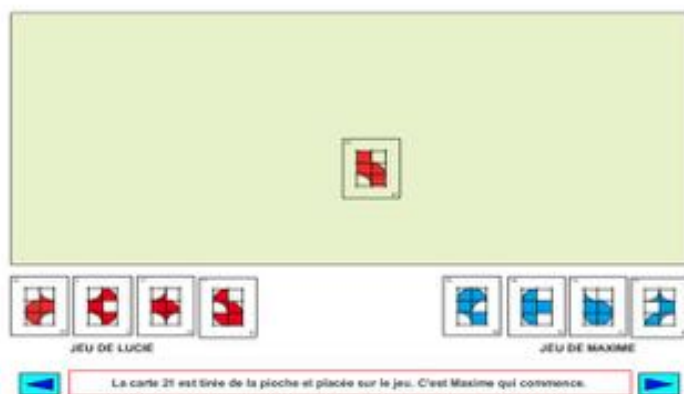 JEU DE LUCIE
JEU DE MAXIME
La carte 21 est tirée de la pioche et placée sur le jeu. C'est Maxime qui commence.